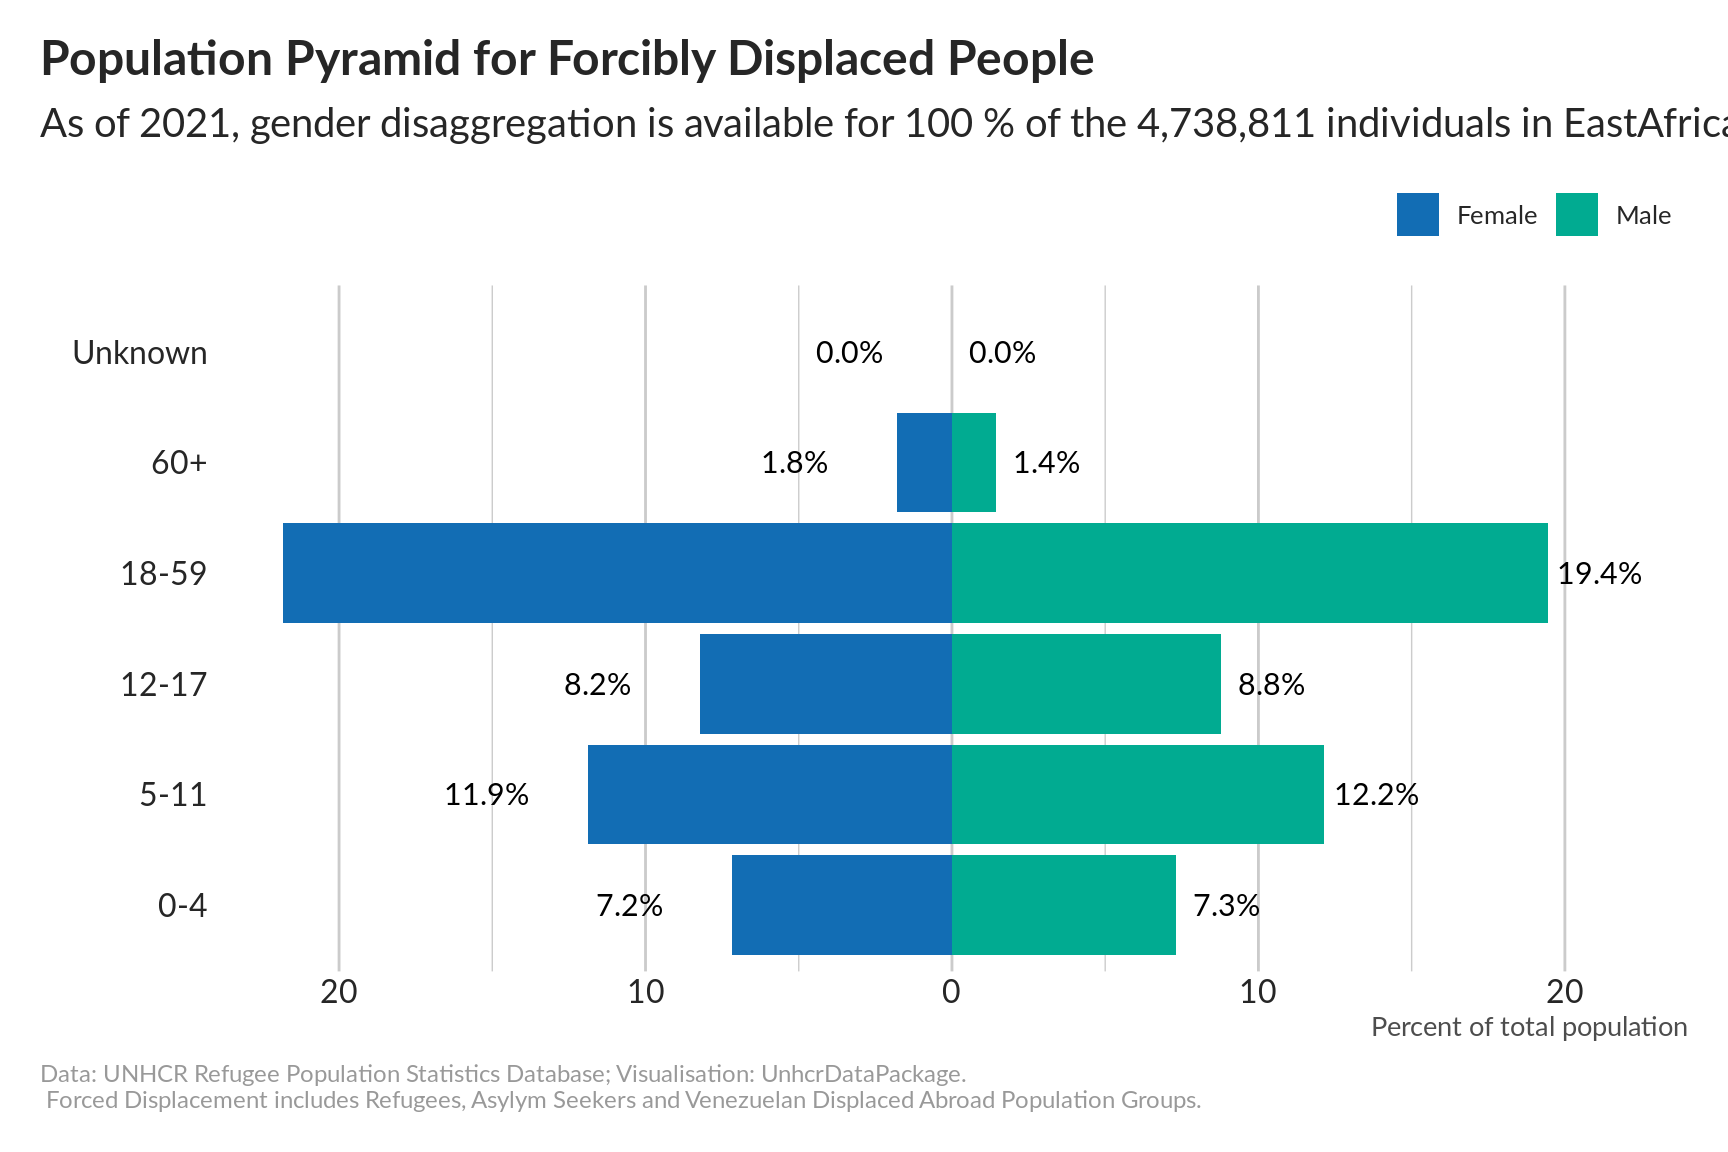 Population Pyramid for Forcibly Displaced People
As of 2021, gender disaggregation is available for 100 % of the 4,738,811 individuals in EastAfrica
Female Male
Unknown 0.0% 0.0%
60+ 1.8% 1.4%
18-59 19.4%
12-17 8.2% 8.8%
5-11 11.9% 12.2%
0-4 7.2% 7.3%
20 10 0 10 20
Percent of total population
Data: UNHCR Refugee Population Statistics Database; Visualisation: UnhcrDataPackage.
Forced Displacement includes Refugees, Asylym Seekers and Venezuelan Displaced Abroad Population Groups.